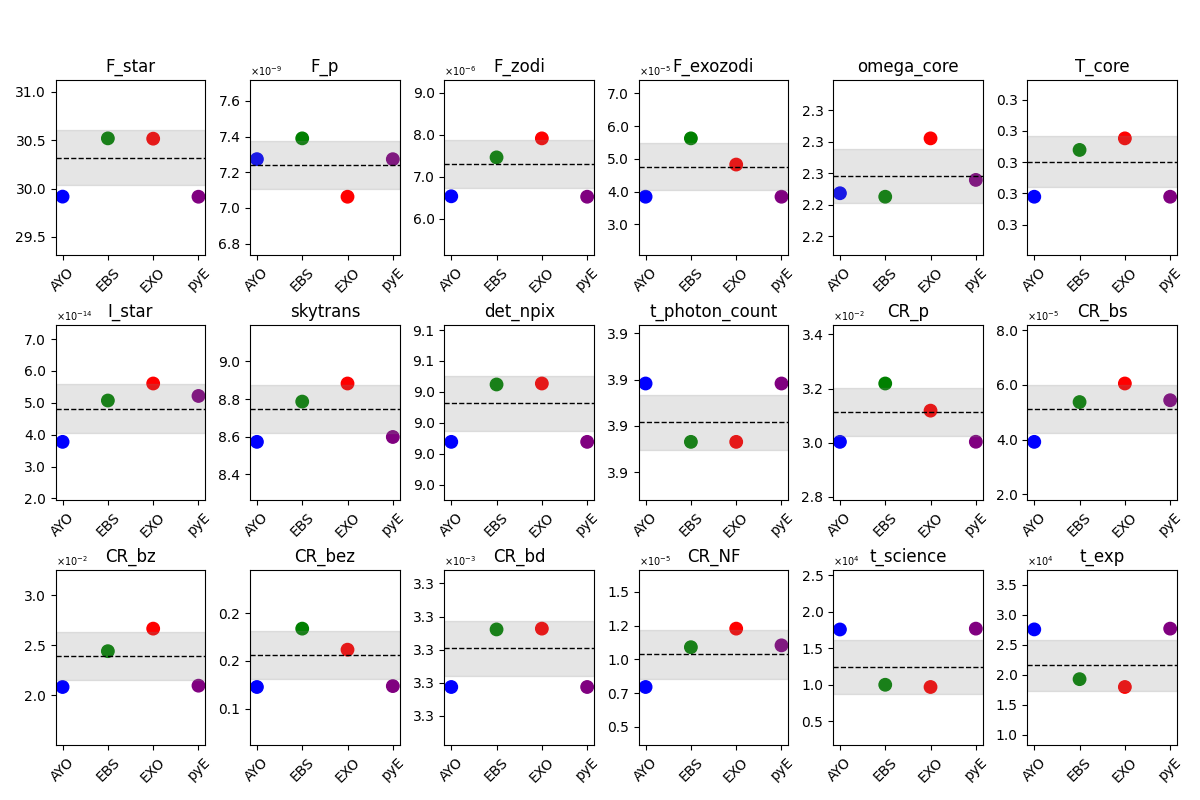 F_star F_p F_zodi F_exozodi omega_core T_core
×10⁻⁹ ×10⁻⁶ ×10⁻⁵
31.0 30.5 30.0 29.5
7.6 7.4 7.2 7.0 6.8
9.0 8.0 7.0 6.0
7.0 6.0 5.0 4.0 3.0
2.3 2.3 2.3 2.2 2.2
0.3 0.3 0.3 0.3 0.3
AYO EBS EXO pyE AYO EBS EXO pyE AYO EBS EXO pyE AYO EBS EXO pyE AYO EBS EXO pyE AYO EBS EXO pyE
I_star skytrans det_npix t_photon_count CR_p CR_bs
×10⁻¹⁴ ×10⁻² ×10⁻⁵
7.0 6.0 5.0 4.0 3.0 2.0
9.0 8.8 8.6 8.4
9.1 9.1 9.0 9.0 9.0 9.0
3.9 3.9 3.9 3.9
3.4 3.2 3.0 2.8
8.0 6.0 4.0 2.0
AYO EBS EXO pyE AYO EBS EXO pyE AYO EBS EXO pyE AYO EBS EXO pyE AYO EBS EXO pyE AYO EBS EXO pyE
CR_bz CR_bez CR_bd CR_NF t_science t_exp
×10⁻² ×10⁻³ ×10⁻⁵ ×10⁴ ×10⁴
3.0 2.5 2.0
0.2 0.2 0.1
3.3 3.3 3.3 3.3 3.3
1.5 1.2 1.0 0.7 0.5
2.5 2.0 1.5 1.0 0.5
3.5 3.0 2.5 2.0 1.5 1.0
AYO EBS EXO pyE AYO EBS EXO pyE AYO EBS EXO pyE AYO EBS EXO pyE AYO EBS EXO pyE AYO EBS EXO pyE